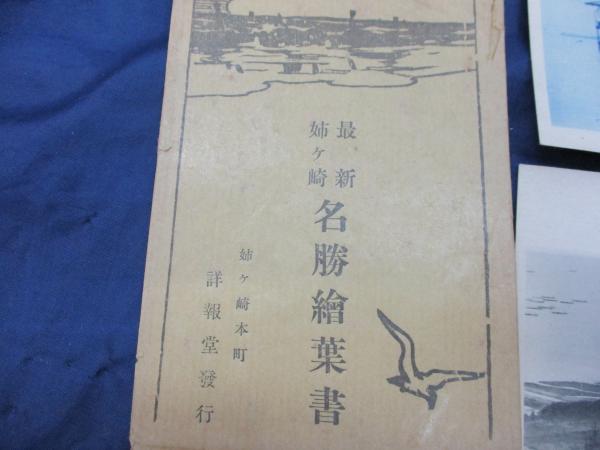 最新
姉ヶ崎
名勝繪葉書
姉ヶ崎本町
詳報堂發行